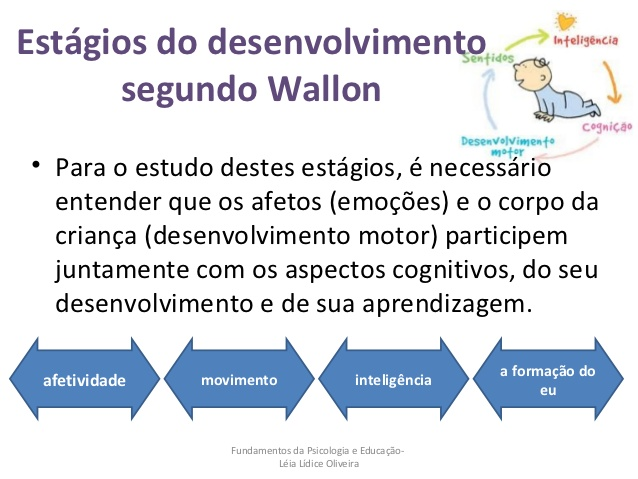 Estágios do desenvolvimento
segundo Wallon
Inteligência
Sentidos
Cognição
Desenvolvimento
motor
• Para o estudo destes estágios, é necessário
entender que os afetos (emoções) e o corpo da
criança (desenvolvimento motor) participem
juntamente com os aspectos cognitivos, do seu
desenvolvimento e de sua aprendizagem.
afetividade
movimento
inteligência
a formação do
eu
Fundamentos da Psicologia e Educação-
Léia Lídice Oliveira